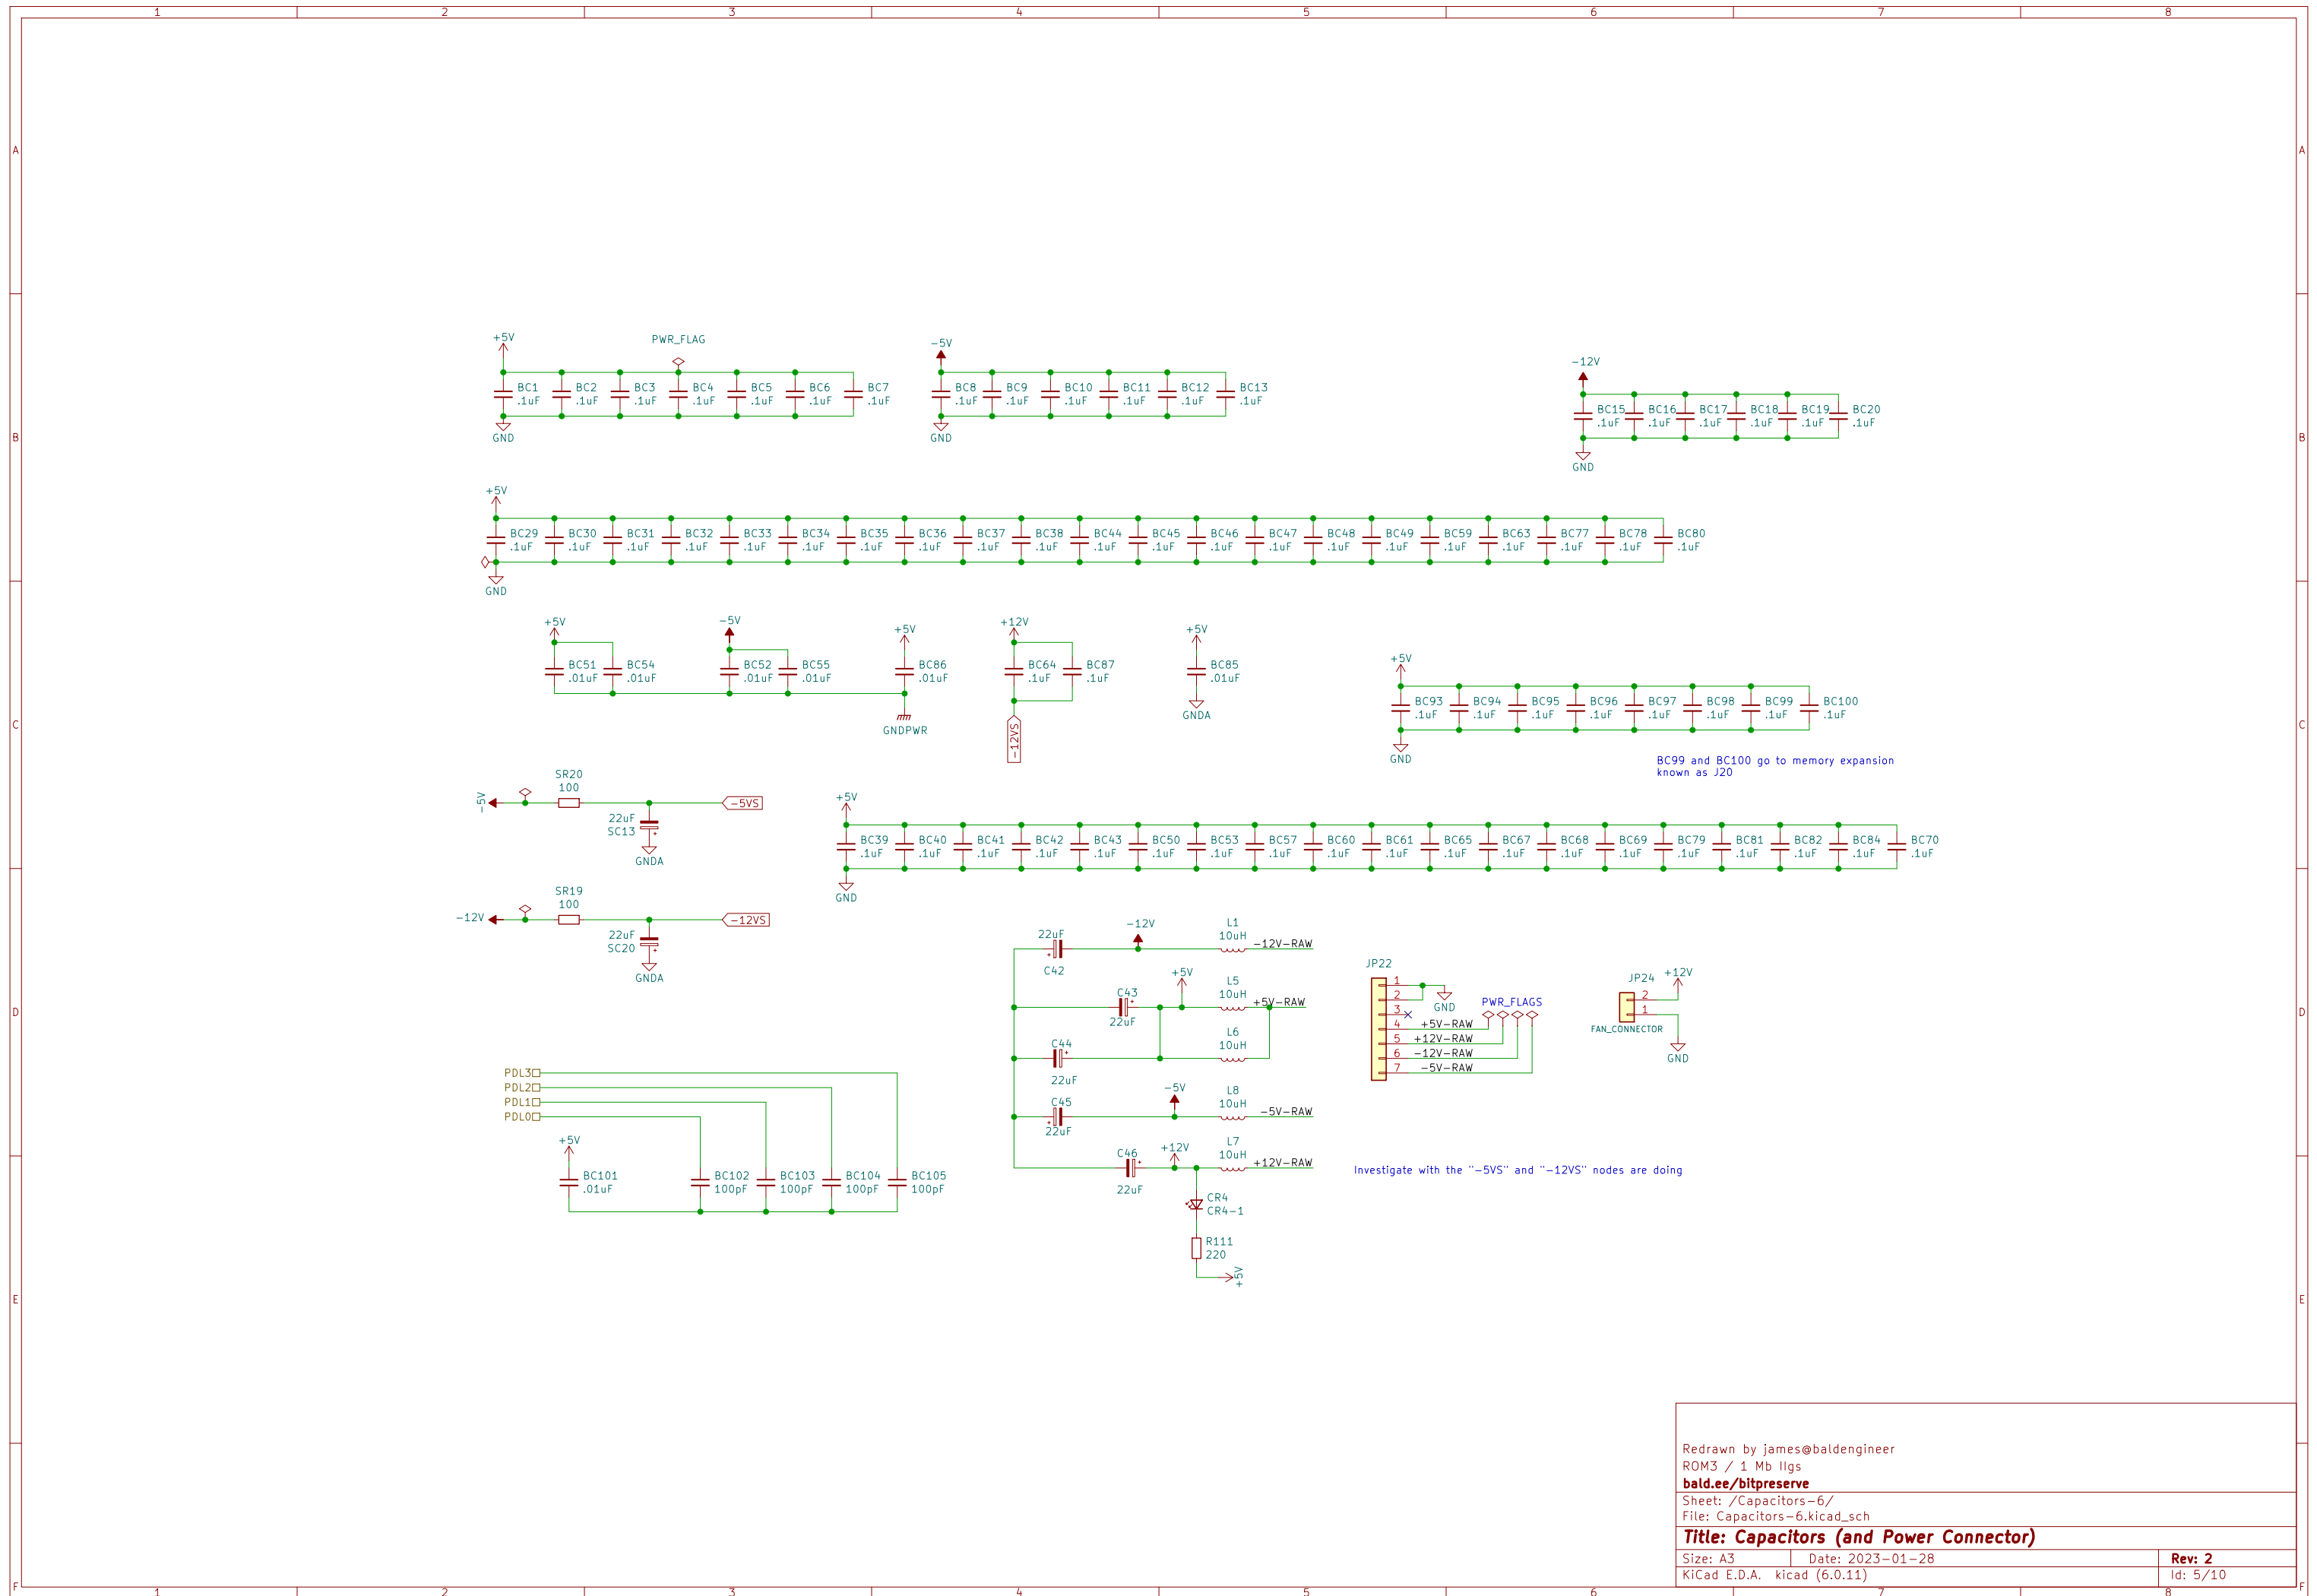 1 2 3 4 5 6 7 8
A A
+5V PWR_FLAG -5V -12V
BC1 BC2 BC3 BC4 BC5 BC6 BC7 BC8 BC9 BC10 BC11 BC12 BC13
.1uF .1uF .1uF .1uF .1uF .1uF .1uF .1uF .1uF .1uF .1uF .1uF .1uF
BC15 BC16 BC17 BC18 BC19 BC20
.1uF .1uF .1uF .1uF .1uF .1uF
B GND GND B
GND
+5V
BC29 BC30 BC31 BC32 BC33 BC34 BC35 BC36 BC37 BC38 BC44 BC45 BC46 BC47 BC48 BC49 BC59 BC63 BC77 BC78 BC80
.1uF .1uF .1uF .1uF .1uF .1uF .1uF .1uF .1uF .1uF .1uF .1uF .1uF .1uF .1uF .1uF .1uF .1uF .1uF .1uF .1uF
GND
+5V -5V +5V +12V +5V
BC51 BC54 BC52 BC55 BC86 BC64 BC87 BC85
.01uF .01uF .01uF .01uF .01uF .1uF .1uF .01uF
+5V
BC93 BC94 BC95 BC96 BC97 BC98 BC99 BC100
.1uF .1uF .1uF .1uF .1uF .1uF .1uF .1uF
GNDPWR -12VS GNDA
C C
GND
BC99 and BC100 go to memory expansion
known as J20
SR20
100
-5V -5VS
22uF
SC13
GNDA
+5V
BC39 BC40 BC41 BC42 BC43 BC50 BC53 BC57 BC60 BC61 BC65 BC67 BC68 BC69 BC79 BC81 BC82 BC84 BC70
.1uF .1uF .1uF .1uF .1uF .1uF .1uF .1uF .1uF .1uF .1uF .1uF .1uF .1uF .1uF .1uF .1uF .1uF .1uF
GND
SR19
100
-12V -12VS
22uF
SC20
GNDA
22uF -12V L1
10uH
-12V-RAW
C42
+5V L5
C43 10uH
+5V-RAW
22uF
L6
C44 10uH
22uF
-5V L8
C45 10uH
-5V-RAW
22uF
+12V L7
C46 10uH
+12V-RAW
22uF
CR4
CR4-1
R111
220
+5V
JP22
1
2
GND
3
4 +5V-RAW
5 +12V-RAW
6 -12V-RAW
7 -5V-RAW
PWR_FLAGS
JP24 +12V
2
1
FAN_CONNECTOR
GND
D D
PDL3
PDL2
PDL1
PDL0
+5V
BC101 BC102 BC103 BC104 BC105
.01uF 100pF 100pF 100pF 100pF
Investigate with the "-5VS" and "-12VS" nodes are doing
E E
Redrawn by james@baldengineer
ROM3 / 1 Mb IIgs
bald.ee/bitpreserve
Sheet: /Capacitors-6/
File: Capacitors-6.kicad_sch
Title: Capacitors (and Power Connector)
Size: A3 Date: 2023-01-28 Rev: 2
KiCad E.D.A. kicad (6.0.11) Id: 5/10
F F
1 2 3 4 5 6 7 8